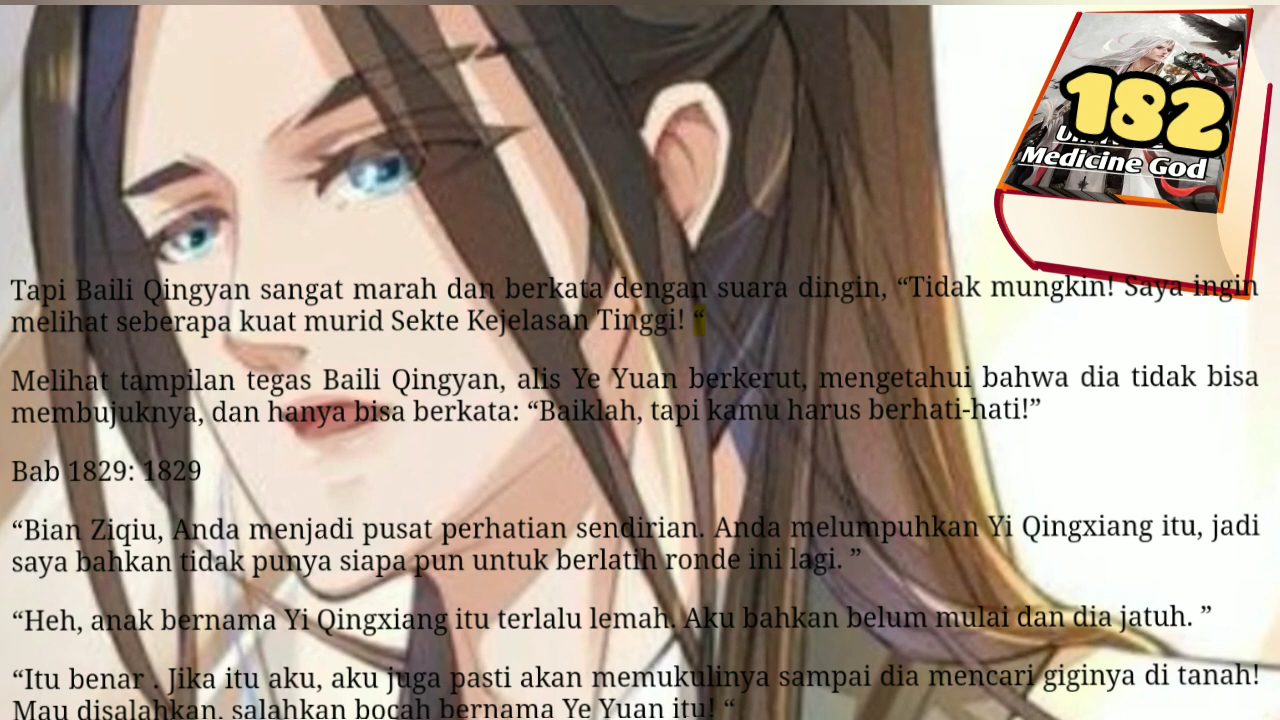 182
Medicine God
Tapi Baili Qingyan sangat marah dan berkata dengan suara dingin, “Tidak mungkin! Saya ingin
melihat seberapa kuat murid Sekte Kejelasan Tinggi! “
Melihat tampilan tegas Baili Qingyan, alis Ye Yuan berkerut, mengetahui bahwa dia tidak bisa
membujuknya, dan hanya bisa berkata: “Baiklah, tapi kamu harus berhati-hati!”
Bab 1829: 1829
“Bian Ziqiu, Anda menjadi pusat perhatian sendirian. Anda melumpuhkan Yi Qingxiang itu, jadi
saya bahkan tidak punya siapa pun untuk berlatih ronde ini lagi. ”
“Heh, anak bernama Yi Qingxiang itu terlalu lemah. Aku bahkan belum mulai dan dia jatuh. ”
“Itu benar . Jika itu aku, aku juga pasti akan memukulinya sampai dia mencari giginya di tanah!
Mau disalahkan, salahkan bocah bernama Ye Yuan itu! “